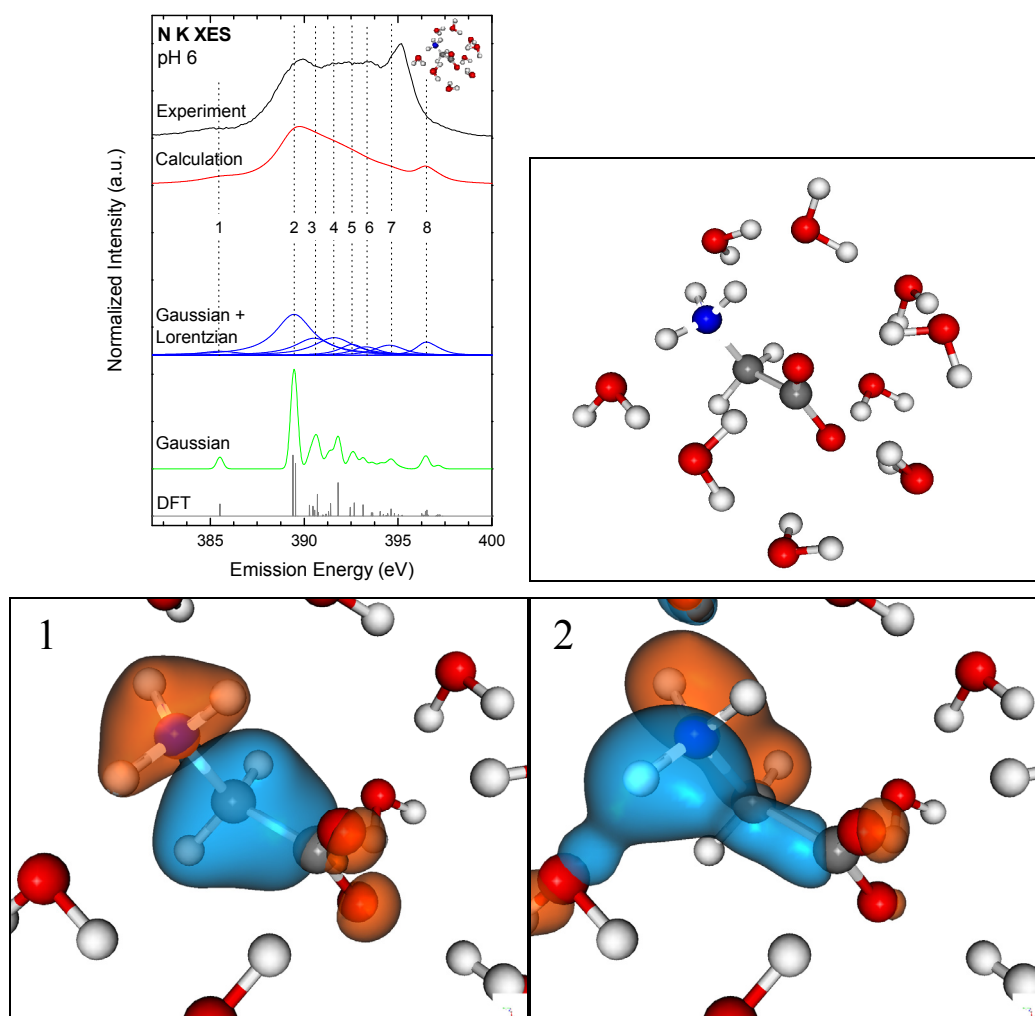 N K XES
pH 6
Experiment
Calculation
1 2 3 4 5 6 7 8
Gaussian +
Lorentzian
Gaussian
DFT
385 390 395 400
Emission Energy (eV)
Normalized Intensity (a.u.)
1
2